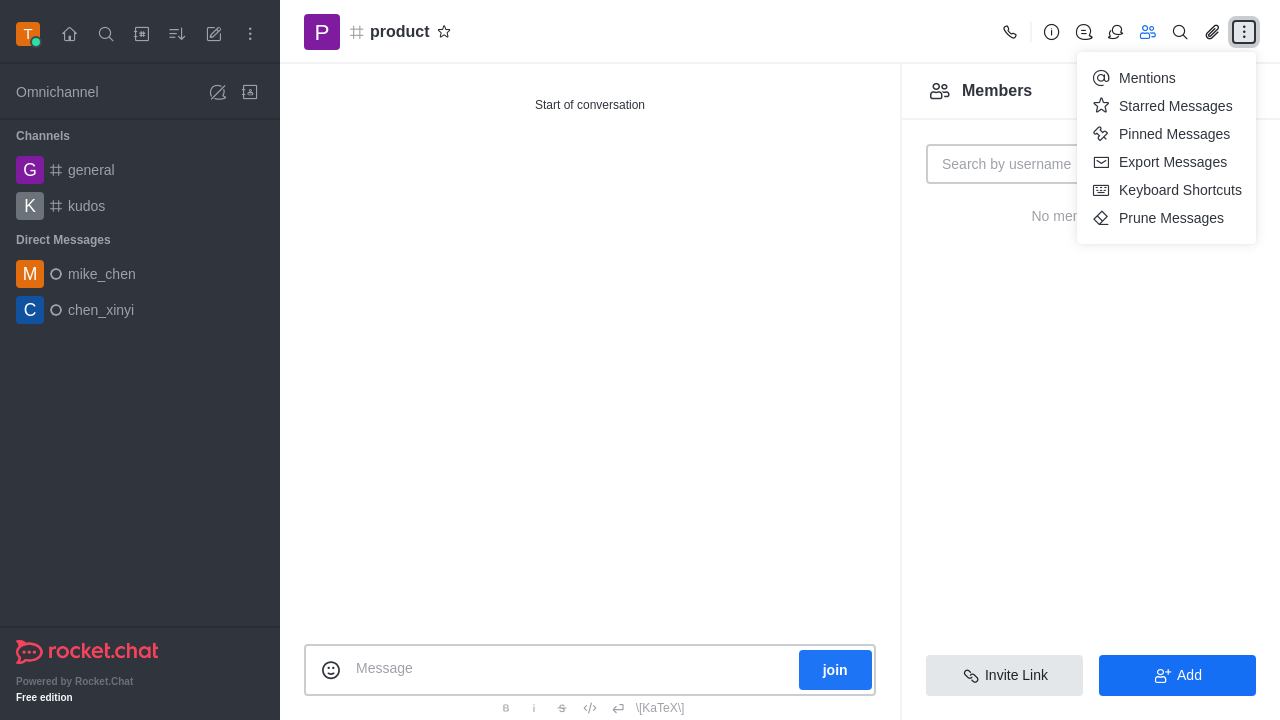 T
Omnichannel
Channels
G general
K kudos
Direct Messages
M mike_chen
C chen_xinyi
rocket.chat
Powered by Rocket.Chat
Free edition
P product
Start of conversation
Message
join
B i S \[KaTeX\]
Members
Search by username
Mentions
Starred Messages
Pinned Messages
Export Messages
Keyboard Shortcuts
Prune Messages
Invite Link
Add